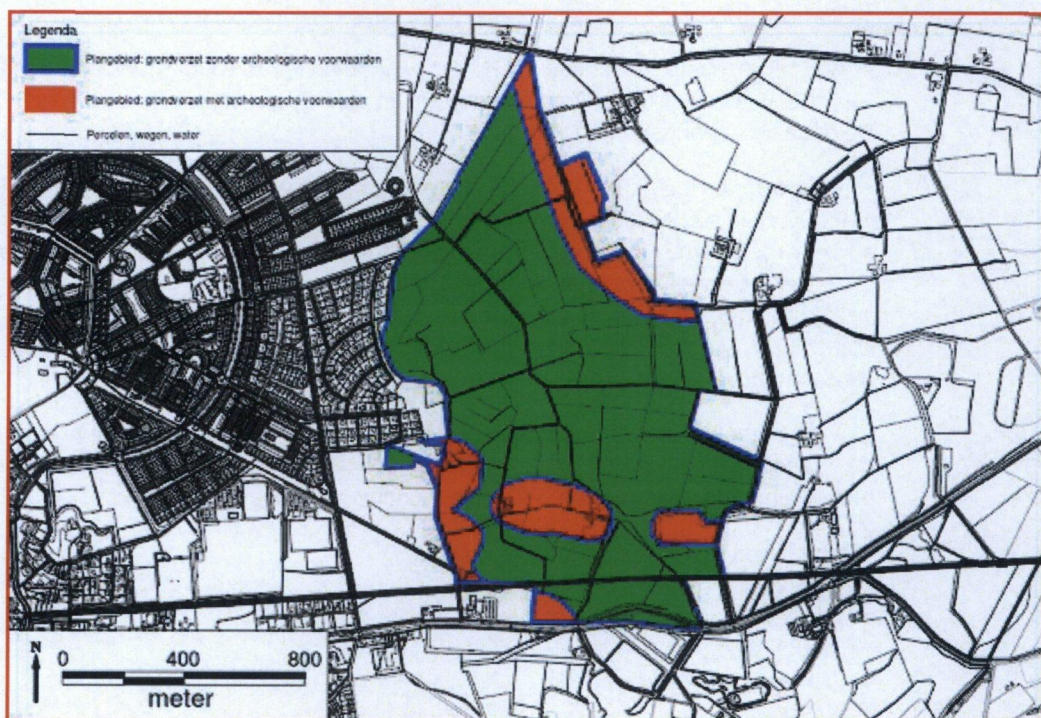 Legenda
Plangebied: grondverzet zonder archeologische voorwaarden
Plangebied: grondverzet met archeologische voorwaarden
Percelen, wegen, water
N
0 400 800
meter